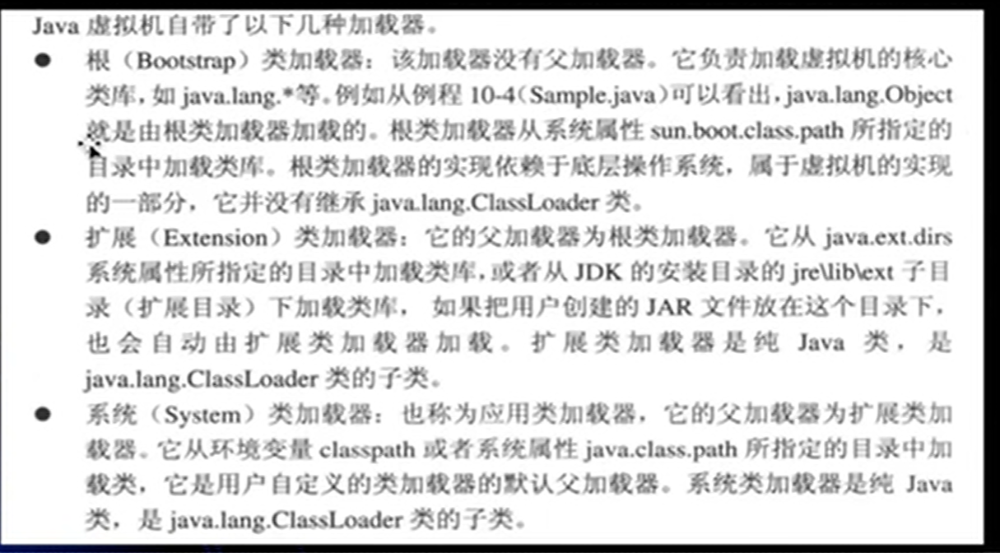 Java 虚拟机自带了以下几种加载器。
● 根（Bootstrap）类加载器：该加载器没有父加载器。它负责加载虚拟机的核心
类库，如 java.lang.*等。例如从例程 10-4（Sample.java）可以看出，java.lang.Object
就是由根类加载器加载的。根类加载器从系统属性 sun.boot.class.path 所指定的
目录中加载类库。根类加载器的实现依赖于底层操作系统，属于虚拟机的实现
的一部分，它并没有继承 java.lang.ClassLoader 类。
● 扩展（Extension）类加载器：它的父加载器为根类加载器。它从 java.ext.dirs
系统属性所指定的目录中加载类库，或者从 JDK 的安装目录的 jre\lib\ext 子目
录（扩展目录）下加载类库， 如果把用户创建的 JAR 文件放在这个目录下，
也会自动由扩展类加载器加载。扩展类加载器是纯 Java 类，是
java.lang.ClassLoader 类的子类。
● 系统（System）类加载器：也称为应用类加载器，它的父加载器为扩展类加
载器。它从环境变量 classpath 或者系统属性 java.class.path 所指定的目录中加
载类，它是用户自定义的类加载器的默认父加载器。系统类加载器是纯 Java
类，是 java.lang.ClassLoader 类的子类。